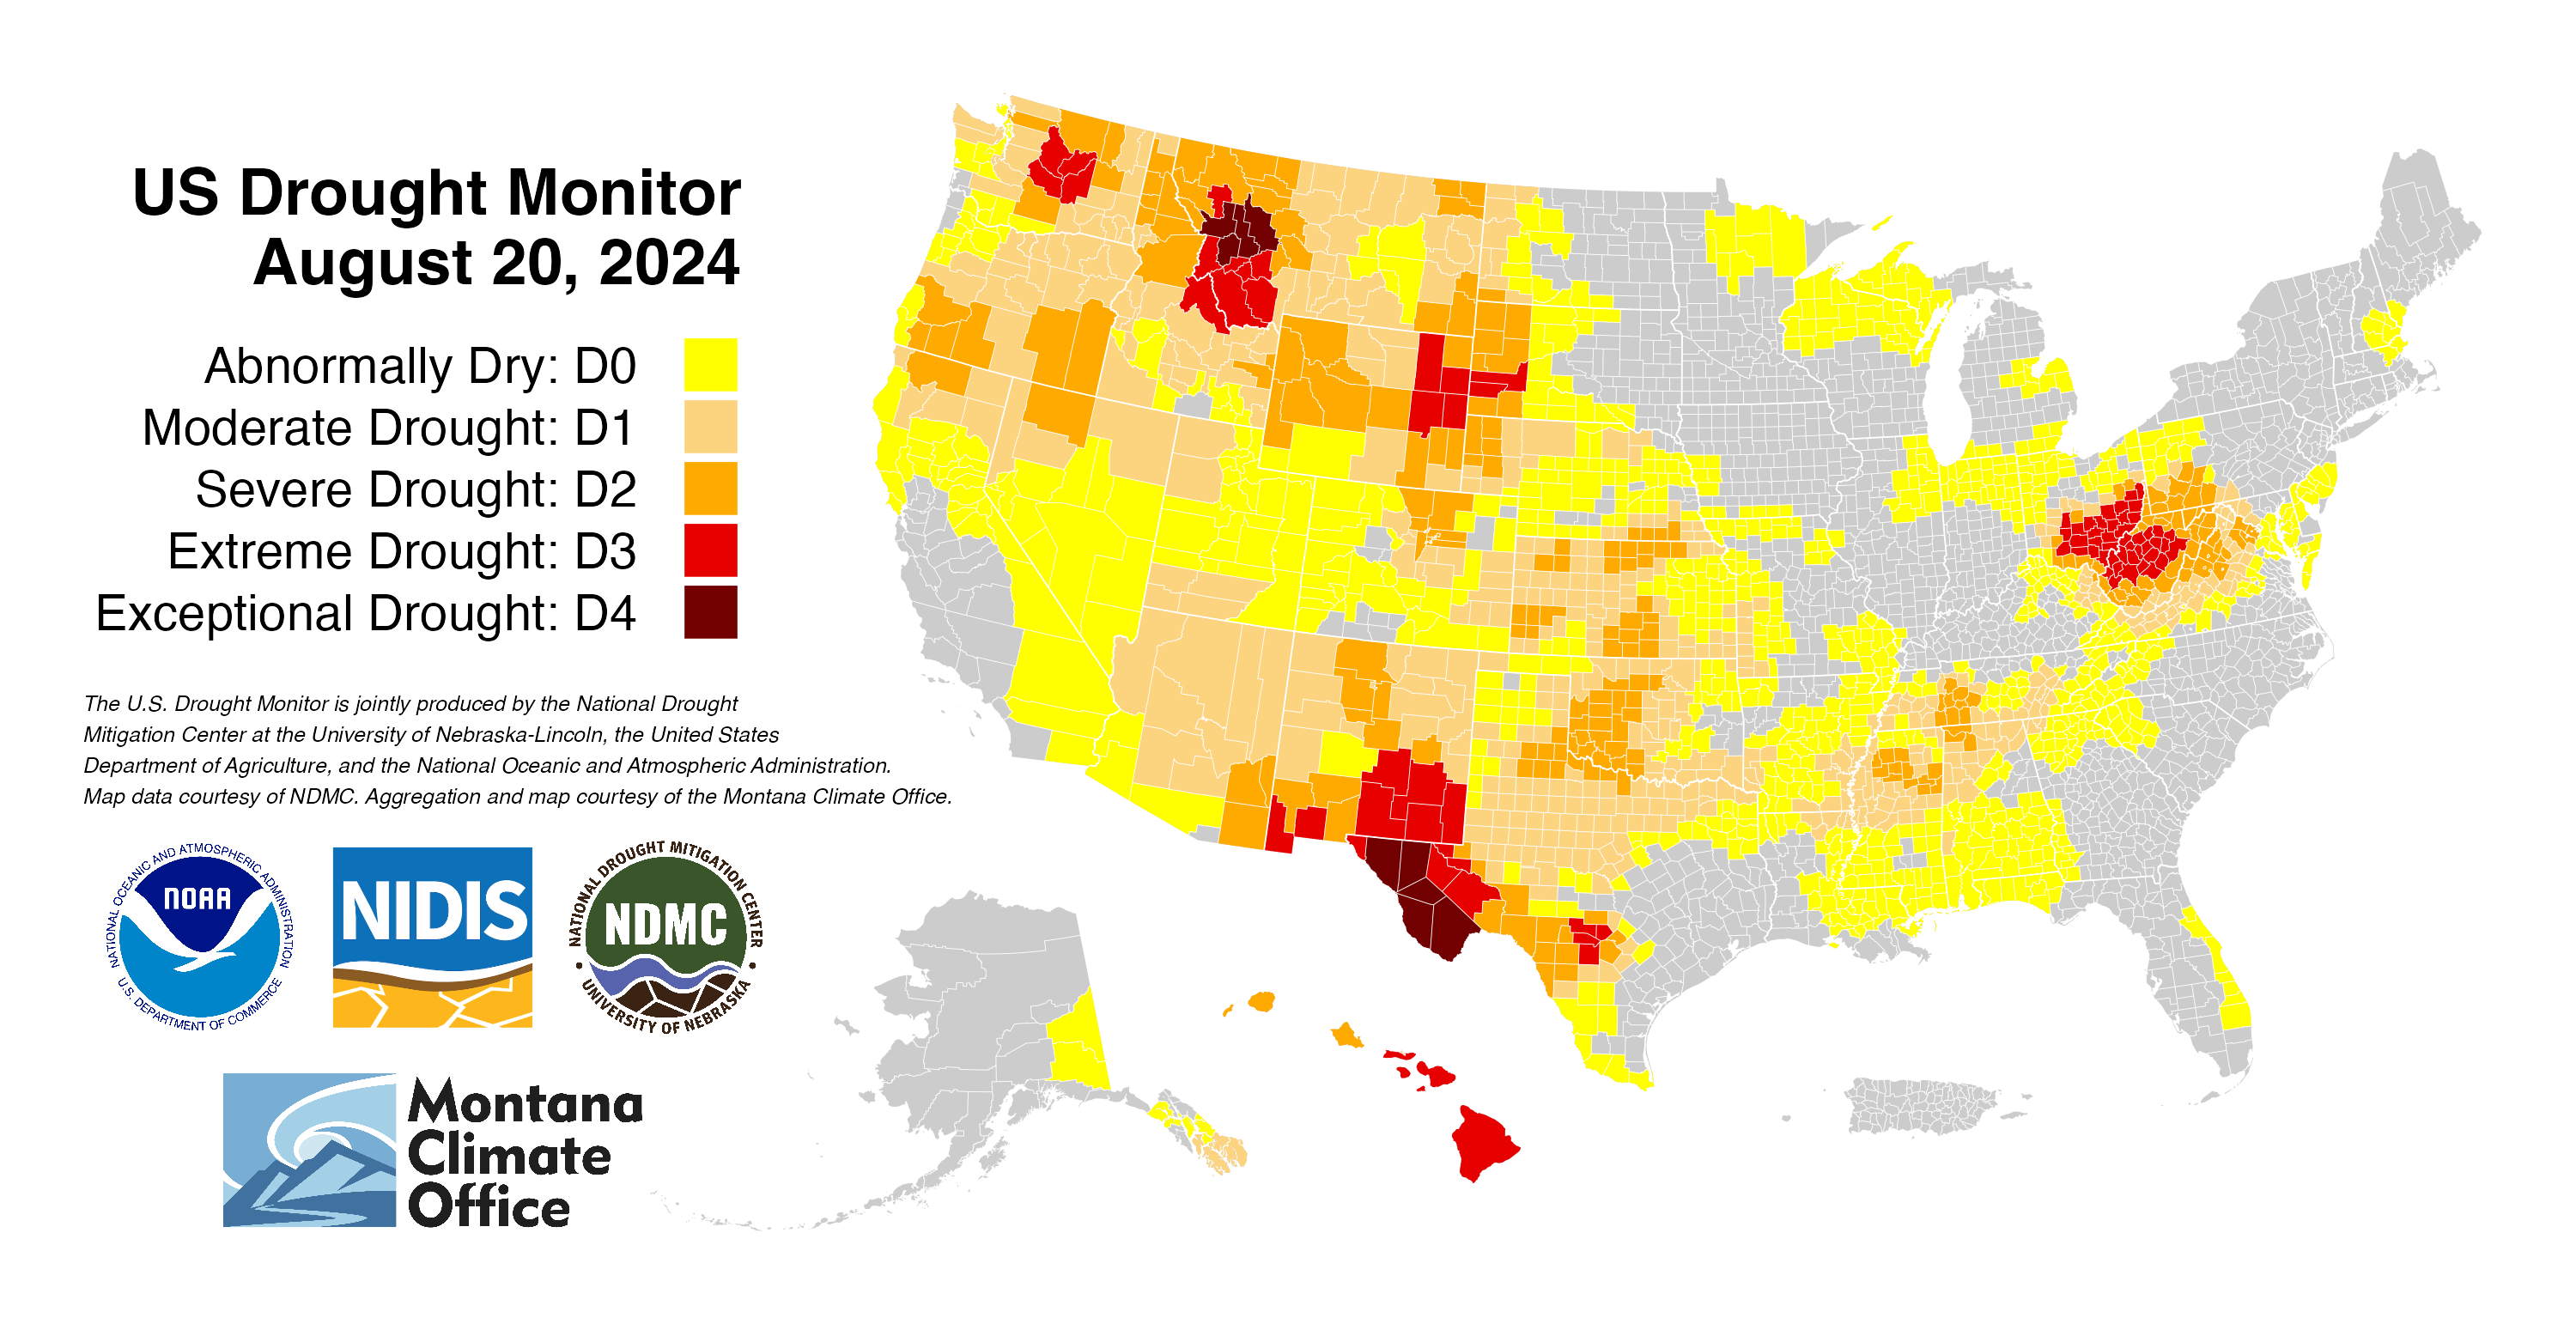 US Drought Monitor
August 20, 2024
Abnormally Dry: D0
Moderate Drought: D1
Severe Drought: D2
Extreme Drought: D3
Exceptional Drought: D4
The U.S. Drought Monitor is jointly produced by the National Drought
Mitigation Center at the University of Nebraska-Lincoln, the United States
Department of Agriculture, and the National Oceanic and Atmospheric Administration.
Map data courtesy of NDMC. Aggregation and map courtesy of the Montana Climate Office.
NATIONAL OCEANIC AND ATMOSPHERIC ADMINISTRATION
NOAA
U.S. DEPARTMENT OF COMMERCE
NIDIS
NATIONAL DROUGHT MITIGATION CENTER
NDMC
UNIVERSITY OF NEBRASKA
Montana
Climate
Office